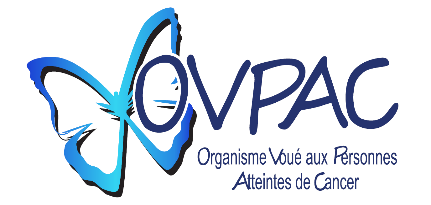 OVPAC
Organisme Voué aux Personnes
Atteintes de Cancer